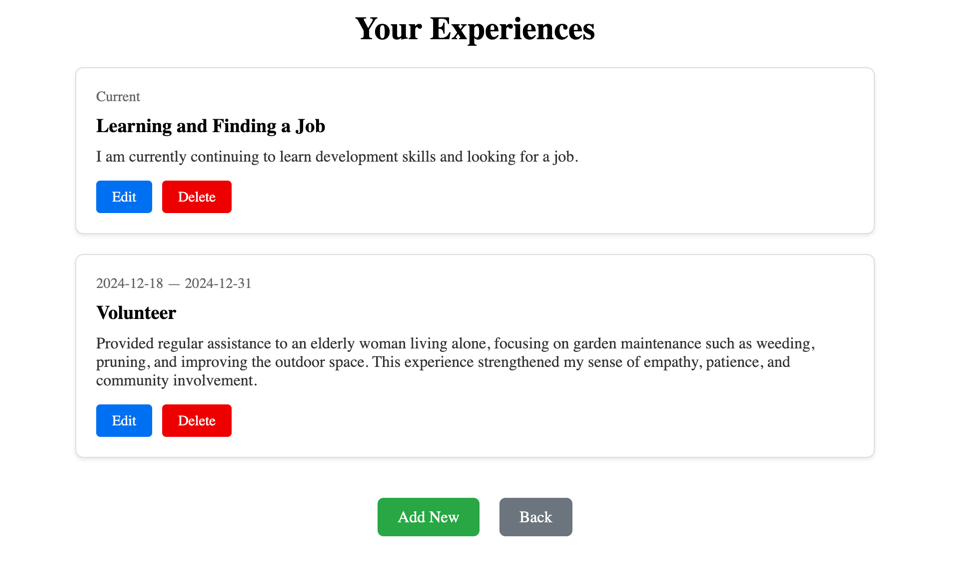 Your Experiences
Current
Learning and Finding a Job
I am currently continuing to learn development skills and looking for a job.
Edit Delete
2024-12-18 — 2024-12-31
Volunteer
Provided regular assistance to an elderly woman living alone, focusing on garden maintenance such as weeding,
pruning, and improving the outdoor space. This experience strengthened my sense of empathy, patience, and
community involvement.
Edit Delete
Add New Back